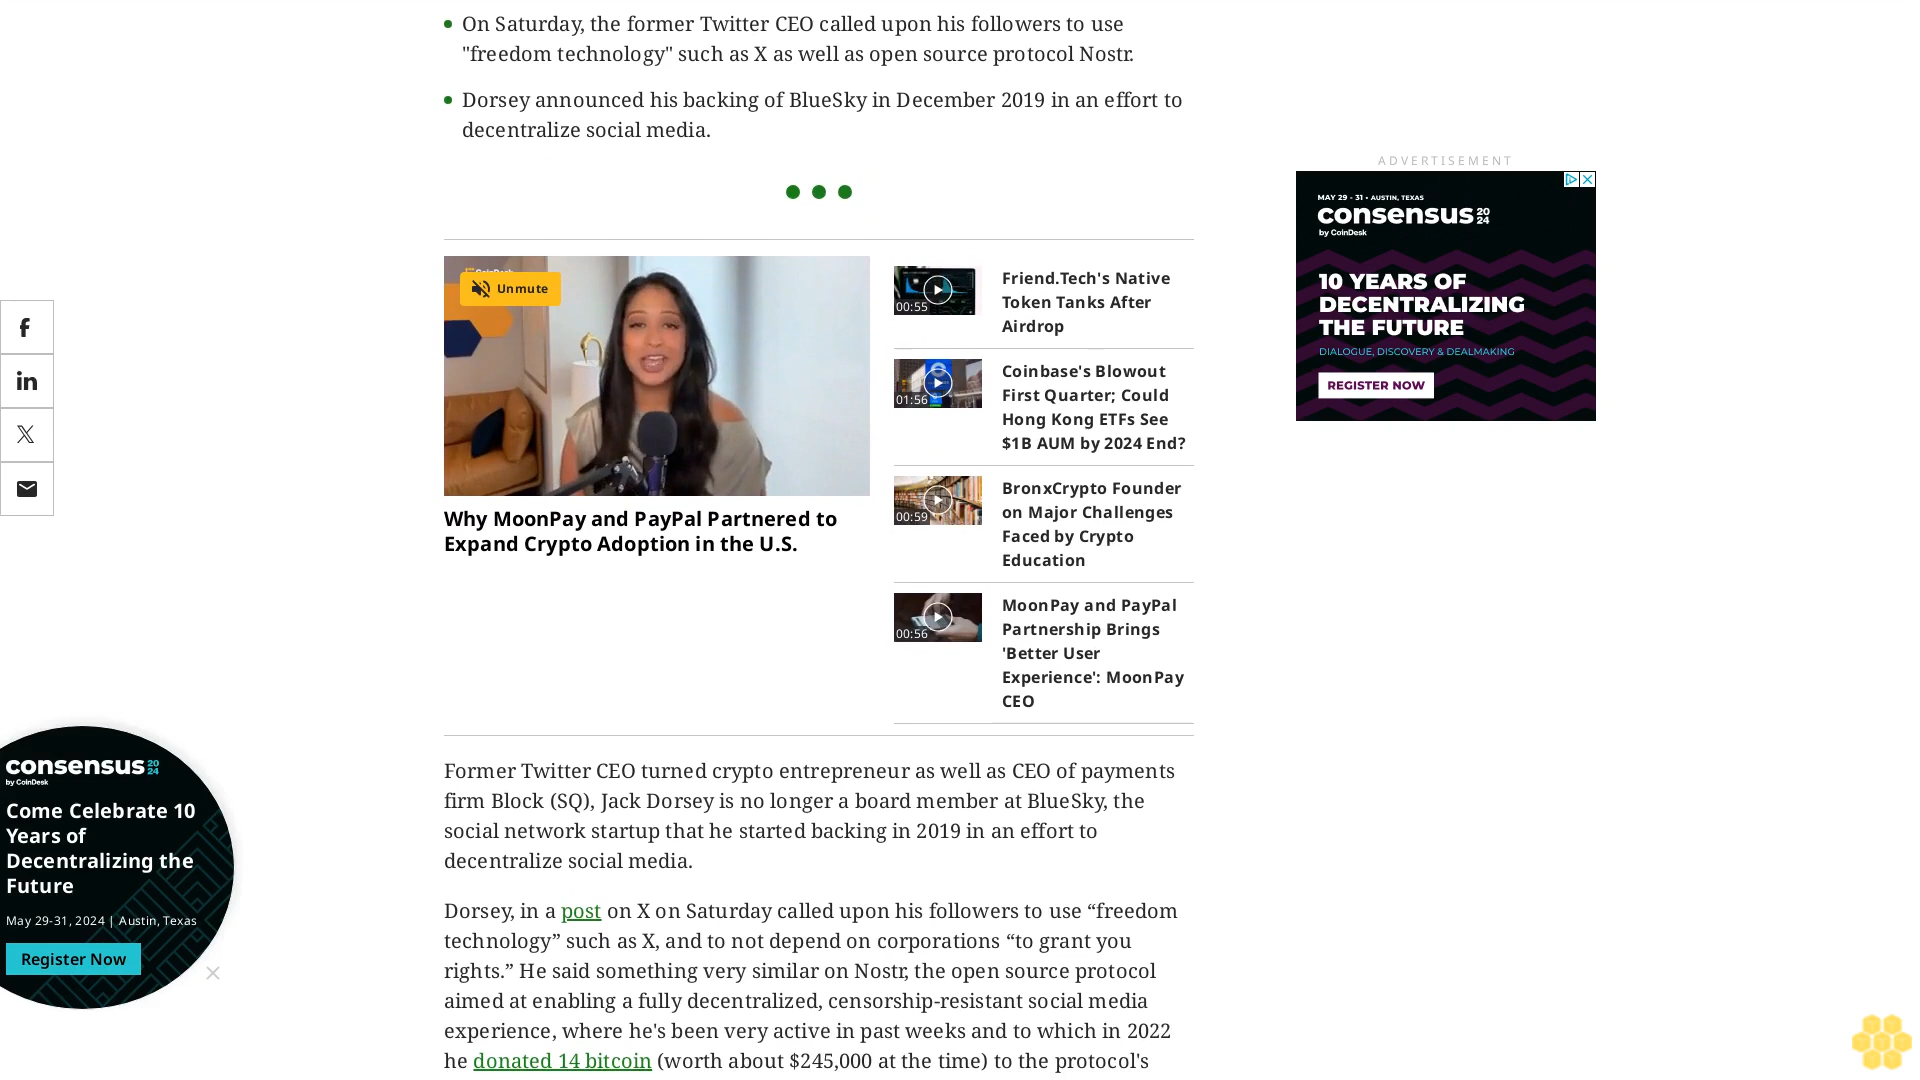 On Saturday, the former Twitter CEO called upon his followers to use
"freedom technology" such as X as well as open source protocol Nostr.
Dorsey announced his backing of BlueSky in December 2019 in an effort to
decentralize social media.
ADVERTISEMENT
MAY 29 - 31 • AUSTIN, TEXAS
consensus 2024
by CoinDesk
10 YEARS OF
DECENTRALIZING
THE FUTURE
DIALOGUE, DISCOVERY & DEALMAKING
REGISTER NOW
Unmute
Why MoonPay and PayPal Partnered to
Expand Crypto Adoption in the U.S.
00:55
Friend.Tech's Native
Token Tanks After
Airdrop
01:56
Coinbase's Blowout
First Quarter; Could
Hong Kong ETFs See
$1B AUM by 2024 End?
00:59
BronxCrypto Founder
on Major Challenges
Faced by Crypto
Education
00:56
MoonPay and PayPal
Partnership Brings
'Better User
Experience': MoonPay
CEO
consensus 2024
by CoinDesk
Come Celebrate 10
Years of
Decentralizing the
Future
May 29-31, 2024 | Austin, Texas
Register Now
Former Twitter CEO turned crypto entrepreneur as well as CEO of payments
firm Block (SQ), Jack Dorsey is no longer a board member at BlueSky, the
social network startup that he started backing in 2019 in an effort to
decentralize social media.
Dorsey, in a post on X on Saturday called upon his followers to use “freedom
technology” such as X, and to not depend on corporations “to grant you
rights.” He said something very similar on Nostr, the open source protocol
aimed at enabling a fully decentralized, censorship-resistant social media
experience, where he's been very active in past weeks and to which in 2022
he donated 14 bitcoin (worth about $245,000 at the time) to the protocol's